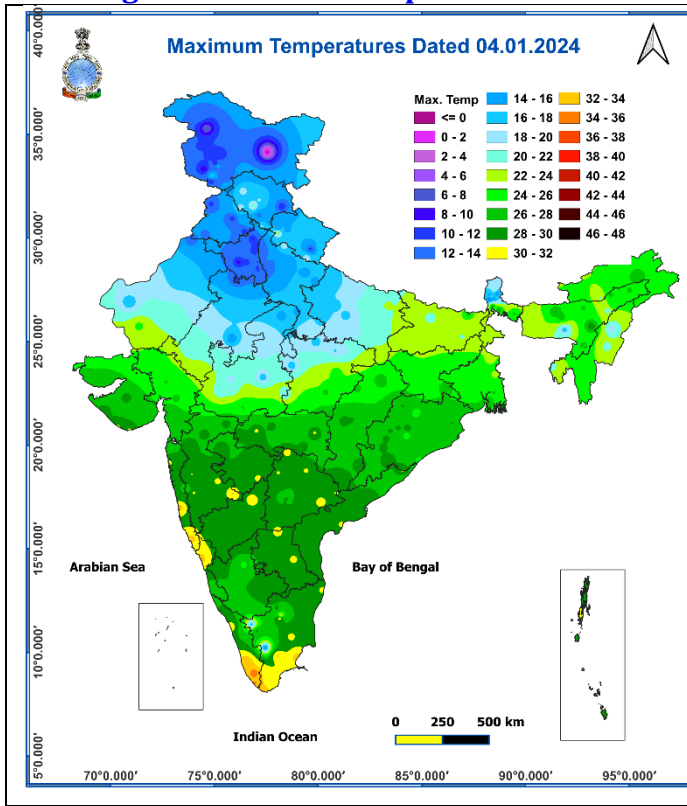 Maximum Temperatures Dated 04.01.2024
Max. Temp
<= 0
0 - 2
2 - 4
4 - 6
6 - 8
8 - 10
10 - 12
12 - 14
14 - 16
16 - 18
18 - 20
20 - 22
22 - 24
24 - 26
26 - 28
28 - 30
30 - 32
32 - 34
34 - 36
36 - 38
38 - 40
40 - 42
42 - 44
44 - 46
46 - 48
40°0.000'
35°0.000'
30°0.000'
25°0.000'
20°0.000'
15°0.000'
10°0.000'
5°0.000'
Arabian Sea
Bay of Bengal
Indian Ocean
0 250 500 km
70°0.000' 75°0.000' 80°0.000' 85°0.000' 90°0.000' 95°0.000'